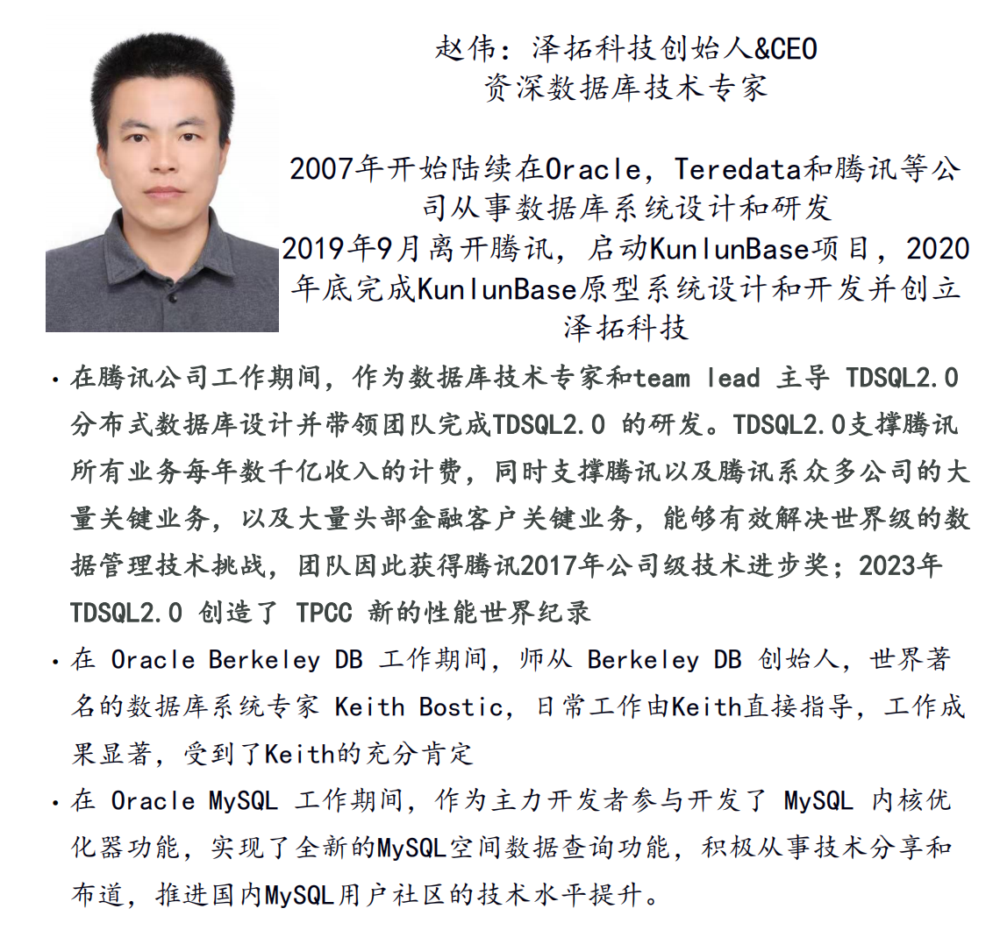 赵伟：泽拓科技创始人&CEO
资深数据库技术专家
2007年开始陆续在Oracle，Teredata和腾讯等公
司从事数据库系统设计和研发
2019年9月离开腾讯，启动KunlunBase项目，2020
年底完成KunlunBase原型系统设计和开发并创立
泽拓科技
• 在腾讯公司工作期间，作为数据库技术专家和team lead 主导 TDSQL2.0
分布式数据库设计并带领团队完成TDSQL2.0 的研发。TDSQL2.0支撑腾讯
所有业务每年数千亿收入的计费，同时支撑腾讯以及腾讯系众多公司的大
量关键业务，以及大量头部金融客户关键业务，能够有效解决世界级的数
据管理技术挑战，团队因此获得腾讯2017年公司级技术进步奖；2023年
TDSQL2.0 创造了 TPCC 新的性能世界纪录
• 在 Oracle Berkeley DB 工作期间，师从 Berkeley DB 创始人，世界著
名的数据库系统专家 Keith Bostic，日常工作由Keith直接指导，工作成
果显著，受到了Keith的充分肯定
• 在 Oracle MySQL 工作期间，作为主力开发者参与开发了 MySQL 内核优
化器功能，实现了全新的MySQL空间数据查询功能，积极从事技术分享和
布道，推进国内MySQL用户社区的技术水平提升。